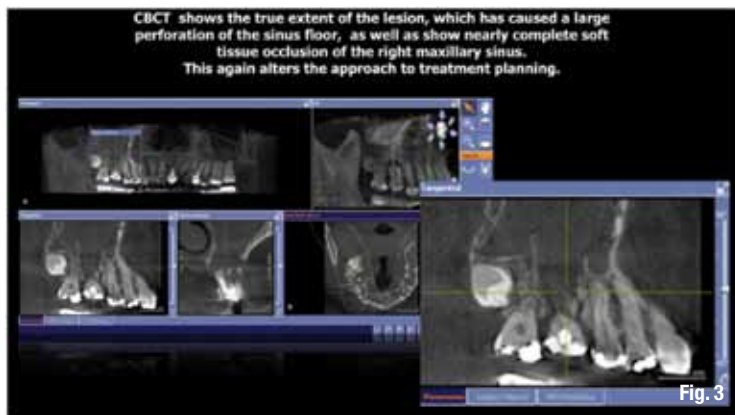 CBCT shows the true extent of the lesion, which has caused a large
perforation of the sinus floor, as well as show nearly complete soft
tissue occlusion of the right maxillary sinus.
This again alters the approach to treatment planning.
Tangential
Panoramic
Fig. 3